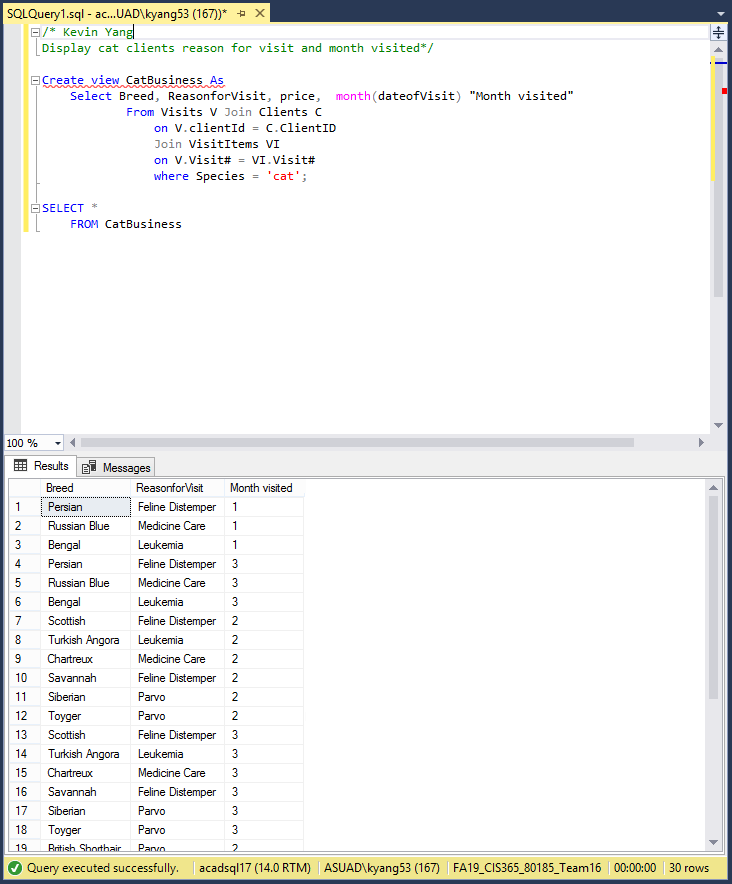 SQLQuery1.sql - ac...UAD\kyang53 (167))*
/* Kevin Yang
Display cat clients reason for visit and month visited*/
Create view CatBusiness As
Select Breed, ReasonforVisit, price,  month(dateofVisit) "Month visited"
From Visits V Join Clients C
on V.clientId = C.ClientID
Join VisitItems VI
on V.Visit# = VI.Visit#
where Species = 'cat';
SELECT *
FROM CatBusiness
100 %
Results Messages
Breed ReasonforVisit Month visited
1 Persian Feline Distemper 1
2 Russian Blue Medicine Care 1
3 Bengal Leukemia 1
4 Persian Feline Distemper 3
5 Russian Blue Medicine Care 3
6 Bengal Leukemia 3
7 Scottish Feline Distemper 2
8 Turkish Angora Leukemia 2
9 Chartreux Medicine Care 2
10 Savannah Feline Distemper 2
11 Siberian Parvo 2
12 Toyger Parvo 2
13 Scottish Feline Distemper 3
14 Turkish Angora Leukemia 3
15 Chartreux Medicine Care 3
16 Savannah Feline Distemper 3
17 Siberian Parvo 3
18 Toyger Parvo 3
19 British Shorthair Parvo 2
Query executed successfully. acadsql17 (14.0 RTM) ASUAD\kyang53 (167) FA19_CIS365_80185_Team16 00:00:00 30 rows